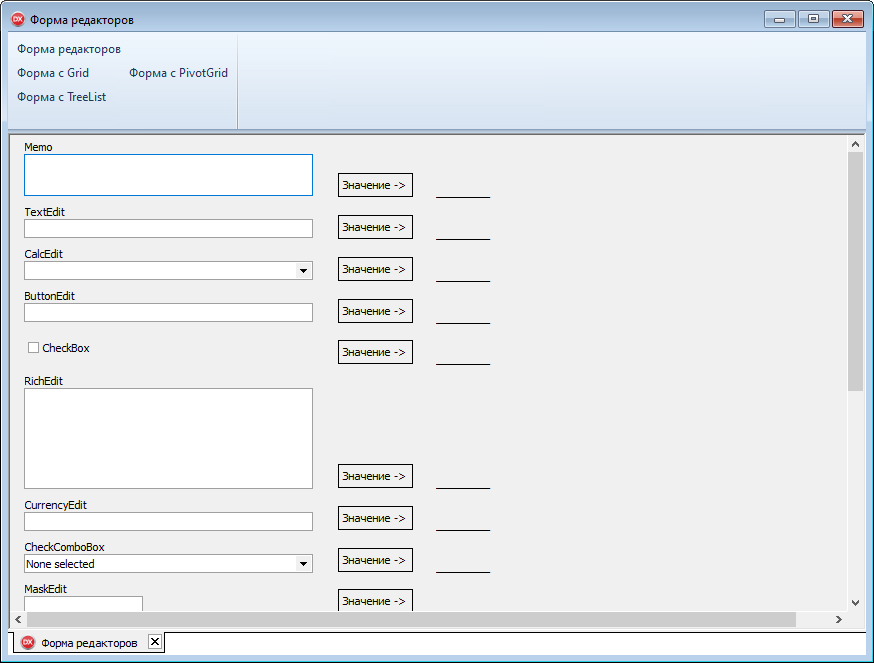 DX Форма редакторов
Форма редакторов
Форма с Grid Форма с PivotGrid
Форма с TreeList
Memo
Значение ->
TextEdit
Значение ->
CalcEdit
Значение ->
ButtonEdit
Значение ->
CheckBox
Значение ->
RichEdit
Значение ->
CurrencyEdit
Значение ->
CheckComboBox
None selected
Значение ->
MaskEdit
Значение ->
DX Форма редакторов